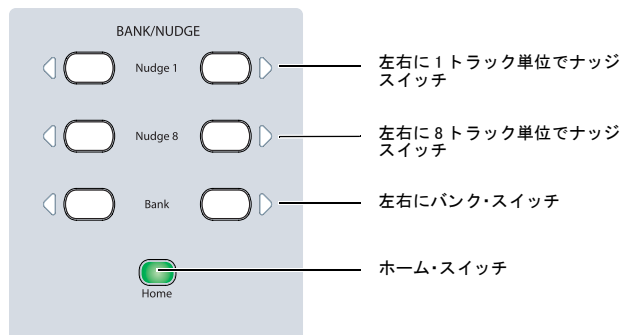 BANK/NUDGE
Nudge 1
左右に1トラック単位でナッジ
スイッチ
Nudge 8
左右に8トラック単位でナッジ
スイッチ
Bank
左右にバンク・スイッチ
Home
ホーム・スイッチ